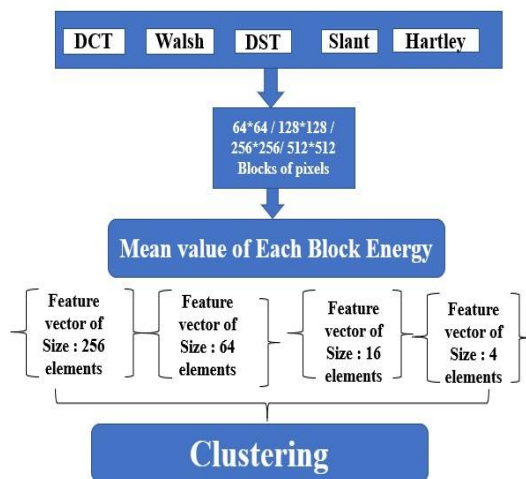 DCT Walsh DST Slant Hartley
64*64 / 128*128 /
256*256/ 512*512
Blocks of pixels
Mean value of Each Block Energy
Feature
vector of
Size : 256
elements
Feature
vector of
Size : 64
elements
Feature
vector of
Size : 16
elements
Feature
vector of
Size : 4
elements
Clustering